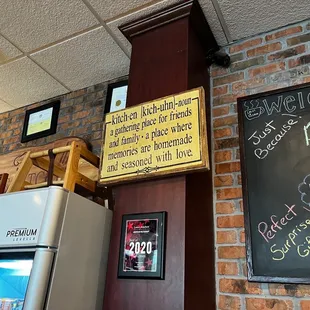 kitch·en [kich-uhn]-noun
a gathering place for friends
and family · a place where
memories are homemade
and seasoned with love.
PREMIUM
2020
Welc
Just
Because
Perfect
Surprise
Gif